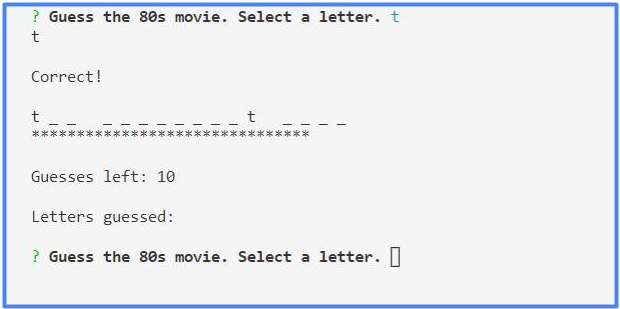 ? Guess the 80s movie. Select a letter. t
t
Correct!
t _ _   _ _ _ _ _ _ _ _ t   _ _ _ _
*******************************
Guesses left: 10
Letters guessed:
? Guess the 80s movie. Select a letter.